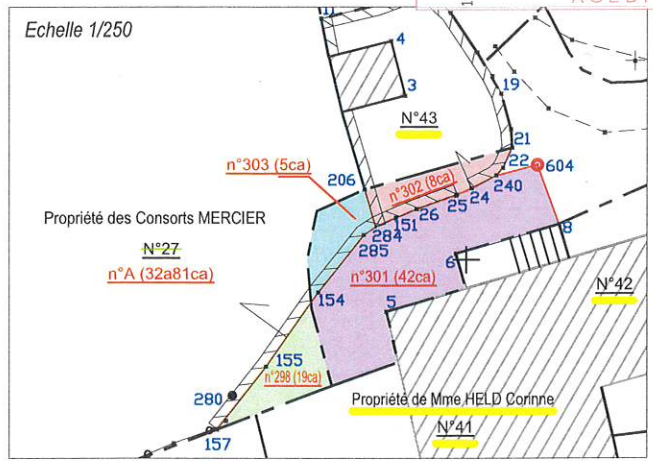 Echelle 1/250
4
3
19
N°43
21
22
604
n°303 (5ca)
n°302 (8ca)
206
240
24
25
26
151
284
285
8
Propriété des Consorts MERCIER
N°27
n°A (32a81ca)
6
n°301 (42ca)
N°42
154
5
155
n°298 (19ca)
280
Propriété de Mme HELD Corinne
N°41
157